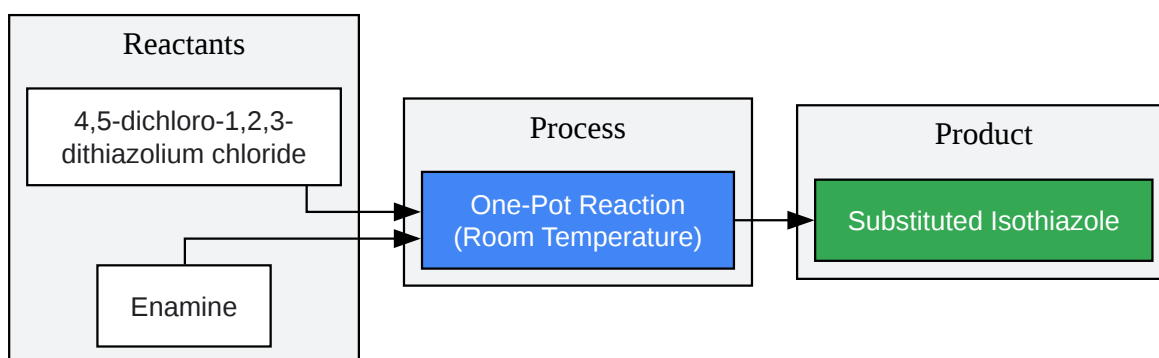 Reactants
4,5-dichloro-1,2,3-
dithiazolium chloride
Enamine
Process
One-Pot Reaction
(Room Temperature)
Product
Substituted Isothiazole